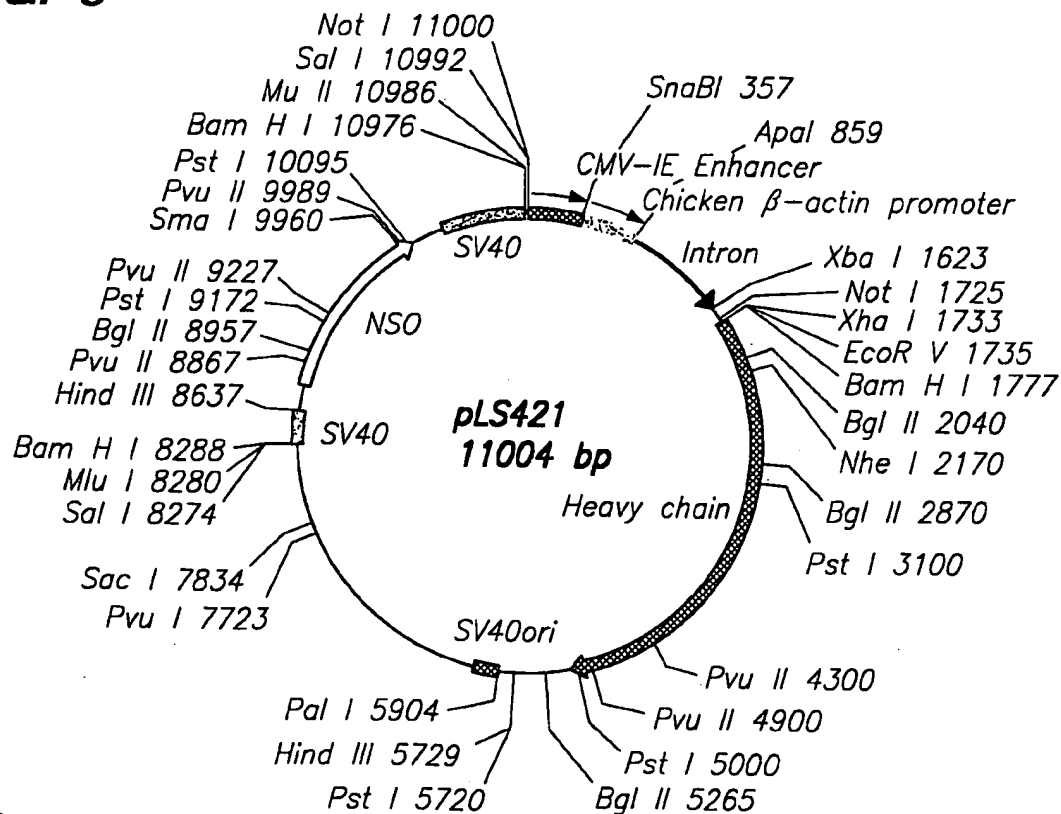 Not I 11000
Sal I 10992
Mu II 10986
Bam H I 10976
Pst I 10095
Pvu II 9989
Sma I 9960
Pvu II 9227
Pst I 9172
Bgl II 8957
Pvu II 8867
Hind III 8637
Bam H I 8288
Mlu I 8280
Sal I 8274
Sac I 7834
Pvu I 7723
SnaBI 357
ApaI 859
CMV-IE Enhancer
Chicken β-actin promoter
SV40
Intron
NSO
SV40
pLS421
11004 bp
Heavy chain
SV40ori
Xba I 1623
Not I 1725
Xha I 1733
EcoR V 1735
Bam H I 1777
Bgl II 2040
Nhe I 2170
Bgl II 2870
Pst I 3100
Pvu II 4300
Pvu II 4900
Pst I 5000
Bgl II 5265
Pal I 5904
Hind III 5729
Pst I 5720